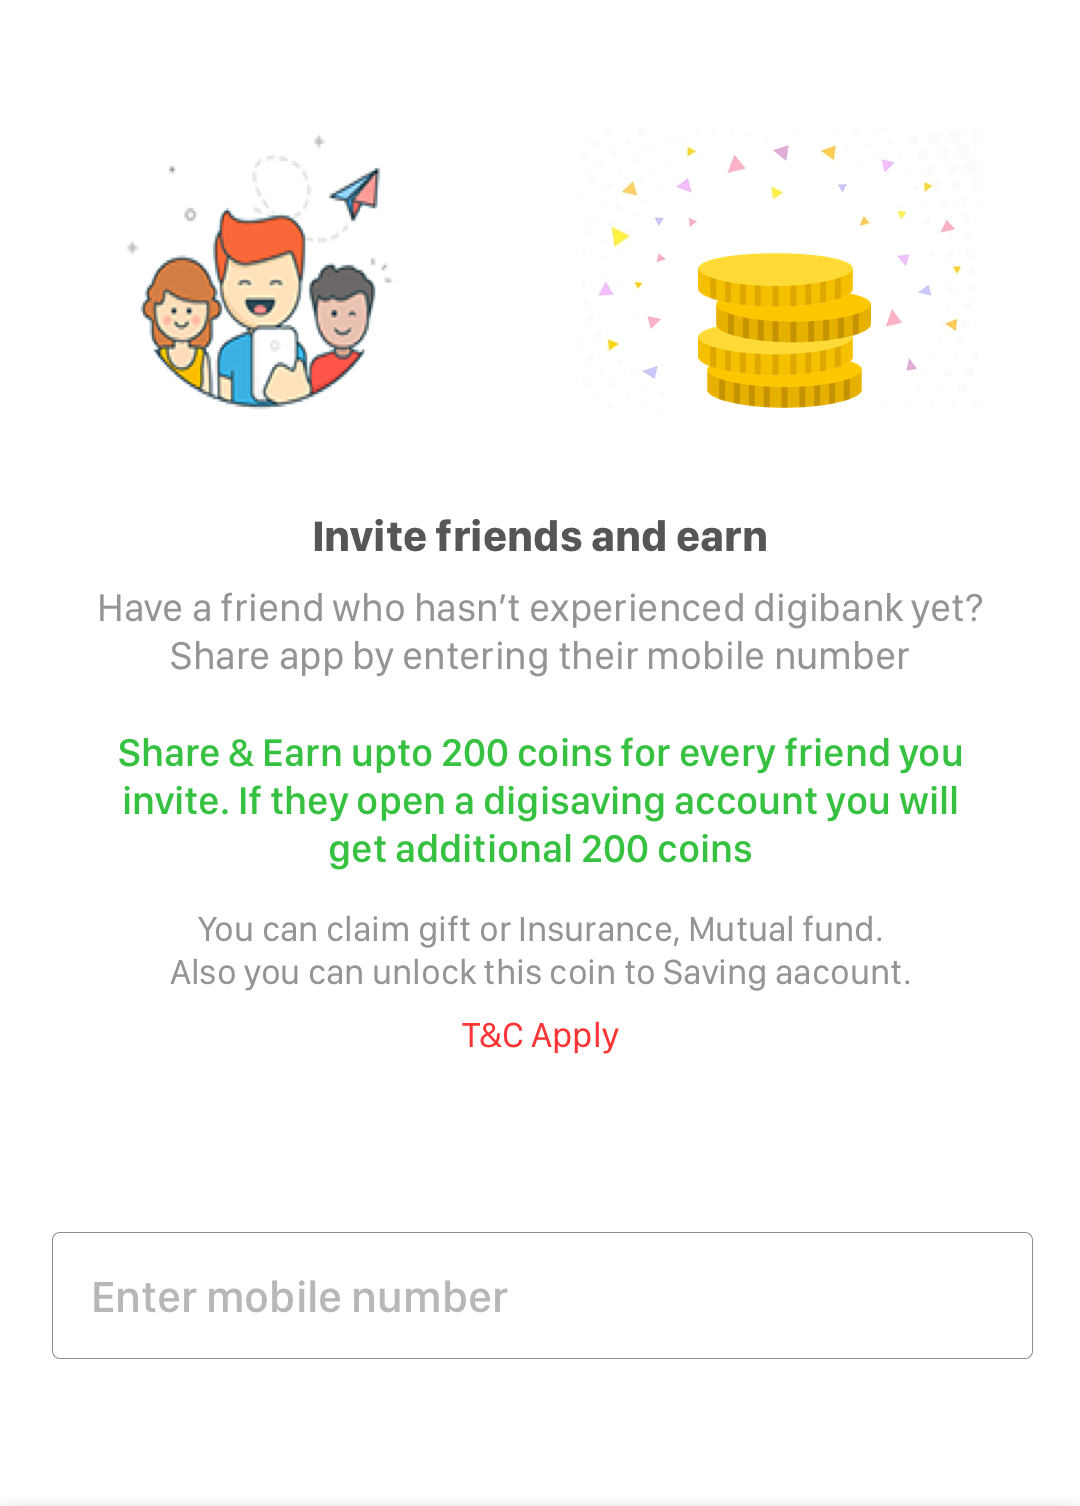 Invite friends and earn
Have a friend who hasn’t experienced digibank yet?
Share app by entering their mobile number
Share & Earn upto 200 coins for every friend you
invite. If they open a digisaving account you will
get additional 200 coins
You can claim gift or Insurance, Mutual fund.
Also you can unlock this coin to Saving aacount.
T&C Apply
Enter mobile number